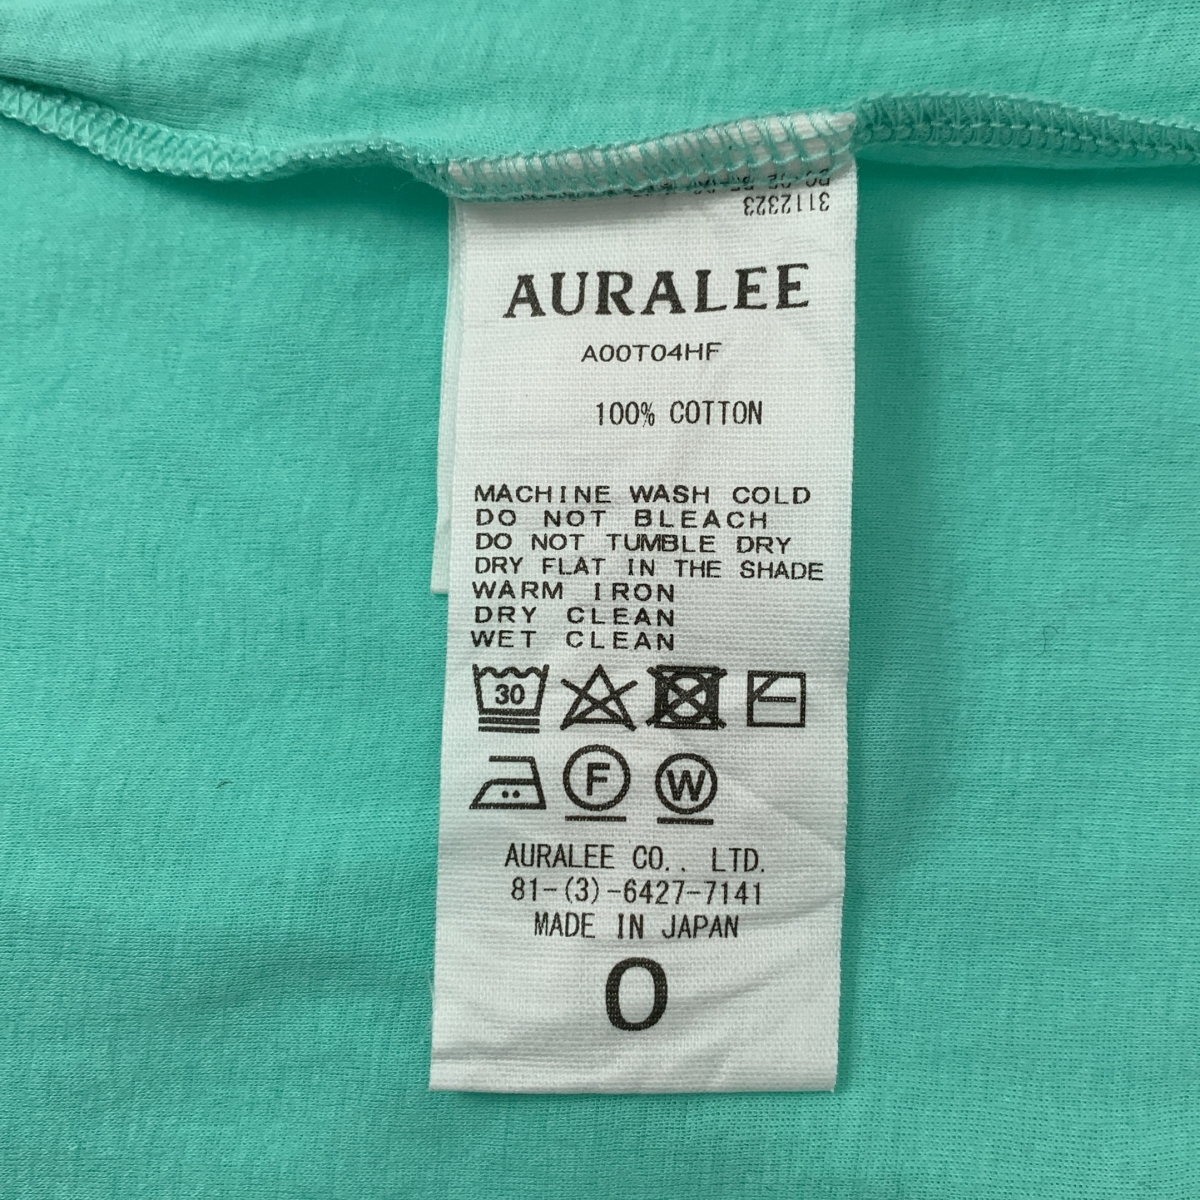 3112323
AURALEE
A00T04HF
100% COTTON
MACHINE WASH COLD
DO NOT BLEACH
DO NOT TUMBLE DRY
DRY FLAT IN THE SHADE
WARM IRON
DRY CLEAN
WET CLEAN
30
F W
AURALEE CO., LTD.
81-(3)-6427-7141
MADE IN JAPAN
0